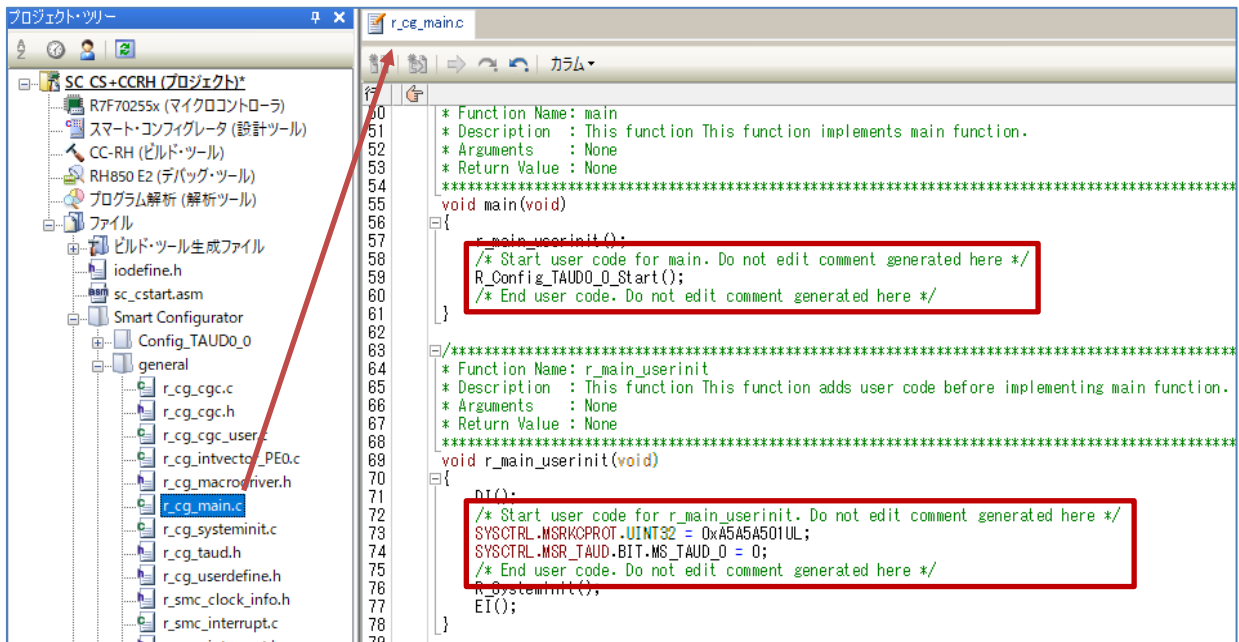 プロジェクト・ツリー
SC_CS+CCRH (プロジェクト)*
R7F70255x (マイクロコントローラ)
スマート・コンフィグレータ (設計ツール)
CC-RH (ビルド・ツール)
RH850 E2 (デバッグ・ツール)
プログラム解析 (解析ツール)
ファイル
ビルド・ツール生成ファイル
iodefine.h
sc_cstart.asm
Smart Configurator
Config_TAUD0_0
general
r_cg_cgc.c
r_cg_cgc.h
r_cg_cgc_user.c
r_cg_intvector_PE0.c
r_cg_macrodriver.h
r_cg_main.c
r_cg_systeminit.c
r_cg_taud.h
r_cg_userdefine.h
r_smc_clock_info.h
r_smc_interrupt.c
r_cg_main.c
カラム
行
50 * Function Name: main
51 * Description : This function This function implements main function.
52 * Arguments : None
53 * Return Value : None
54 ************************************************************************************************
55 void main(void)
56 {
57 r_main_userinit();
58 /* Start user code for main. Do not edit comment generated here */
59 R_Config_TAUD0_0_Start();
60 /* End user code. Do not edit comment generated here */
61 }
62
63 /***********************************************************************************************
64 * Function Name: r_main_userinit
65 * Description : This function This function adds user code before implementing main function.
66 * Arguments : None
67 * Return Value : None
68 ************************************************************************************************
69 void r_main_userinit(void)
70 {
71 DI();
72 /* Start user code for r_main_userinit. Do not edit comment generated here */
73 SYSCTRL.MSRKCPROT.UINT32 = 0xA5A5A501UL;
74 SYSCTRL.MSR_TAUD.BIT.MS_TAUD_0 = 0;
75 /* End user code. Do not edit comment generated here */
76 R_Systeminit();
77 EI();
78 }
79